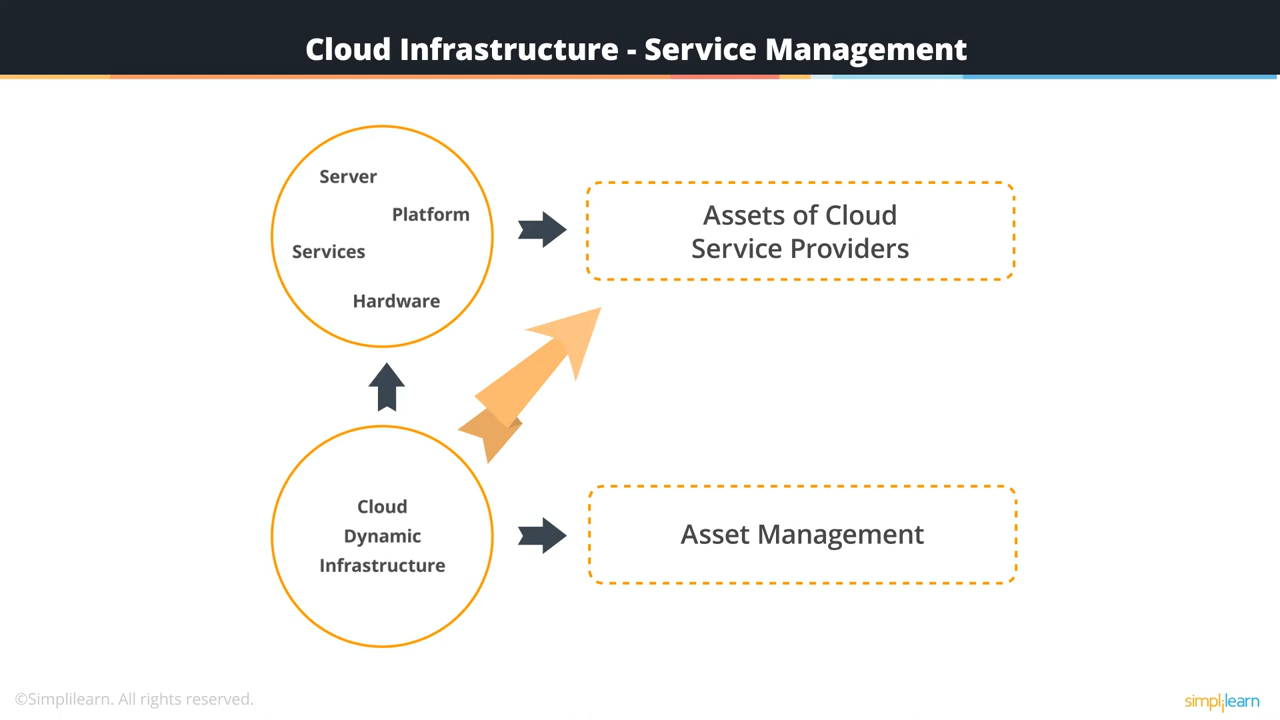 Cloud Infrastructure - Service Management
Server
Platform
Services
Hardware
Assets of Cloud
Service Providers
Cloud
Dynamic
Infrastructure
Asset Management
©Simplilearn. All rights reserved.
simplilearn